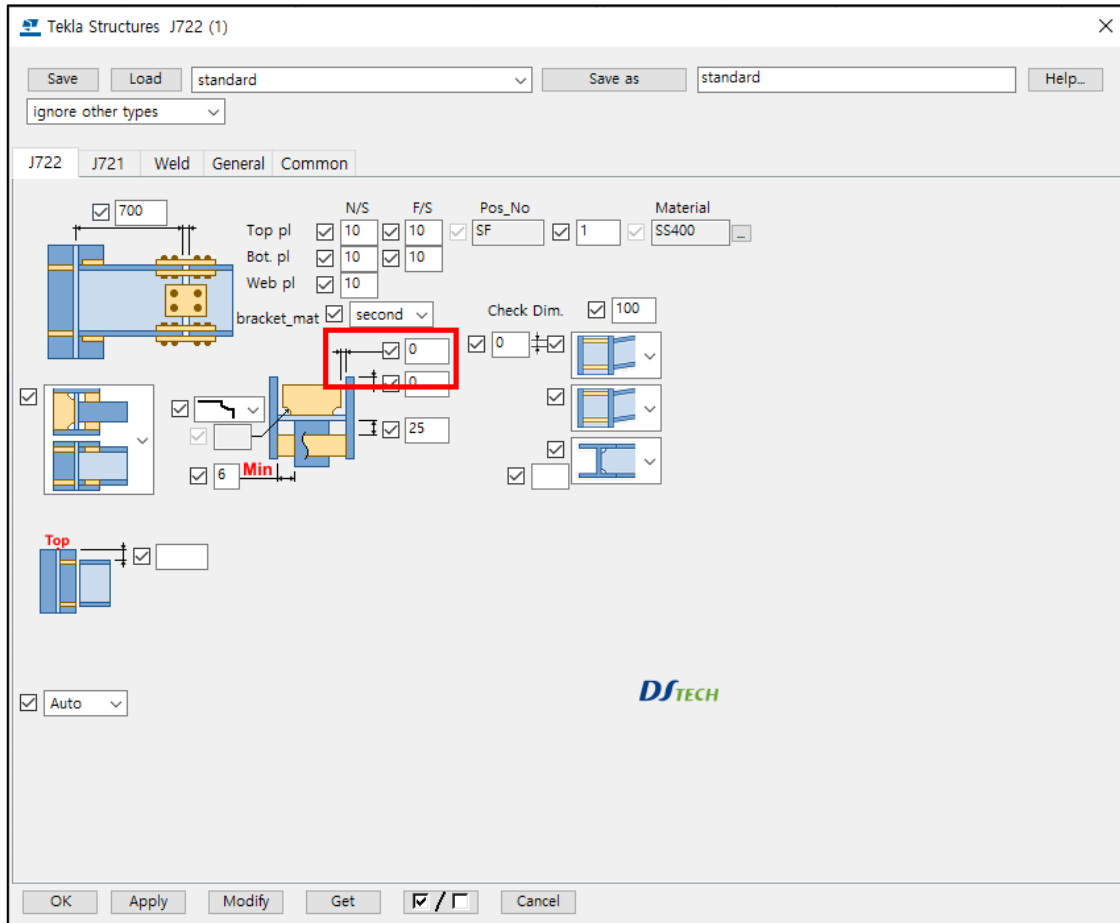 Tekla Structures J722 (1)
Save Load standard Save as standard Help...
ignore other types
J722 J721 Weld General Common
700
N/S F/S Pos_No Material
Top pl 10 10 SF 1 SS400 ...
Bot. pl 10 10
Web pl 10
bracket_mat second Check Dim. 100
0 0
0
25
6 Min
Top
Auto
DSTECH
OK Apply Modify Get / Cancel